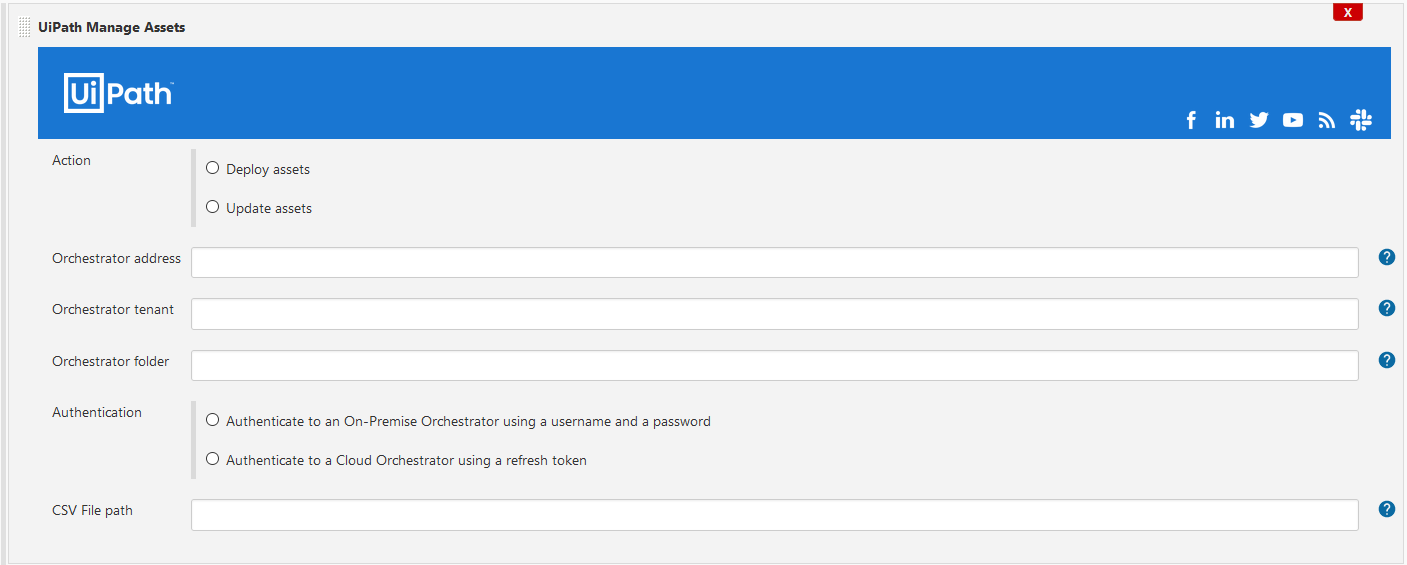 UiPath Manage Assets
X
UiPath™
Action
Deploy assets
Update assets
Orchestrator address
?
Orchestrator tenant
?
Orchestrator folder
?
Authentication
Authenticate to an On-Premise Orchestrator using a username and a password
Authenticate to a Cloud Orchestrator using a refresh token
CSV File path
?